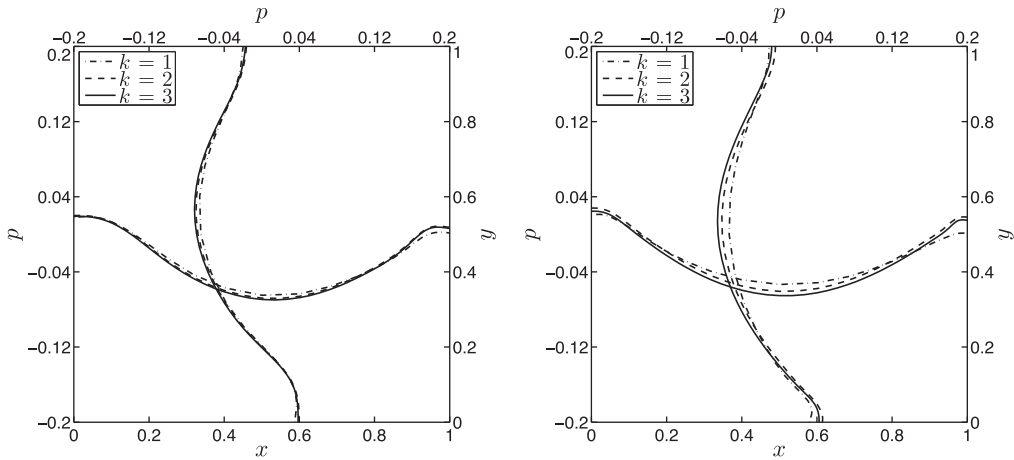 p p
−0.2 −0.12 −0.04 0.04 0.12 0.2 −0.2 −0.12 −0.04 0.04 0.12 0.2
0.2 1 0.2 1
k = 1 k = 1
k = 2 k = 2
k = 3 k = 3
0.12 0.8 0.12 0.8
0.04 0.6 0.04 0.6
p y p y
−0.04 0.4 −0.04 0.4
−0.12 0.2 −0.12 0.2
−0.2 0 −0.2 0
0 0.2 0.4 0.6 0.8 1 0 0.2 0.4 0.6 0.8 1
x x